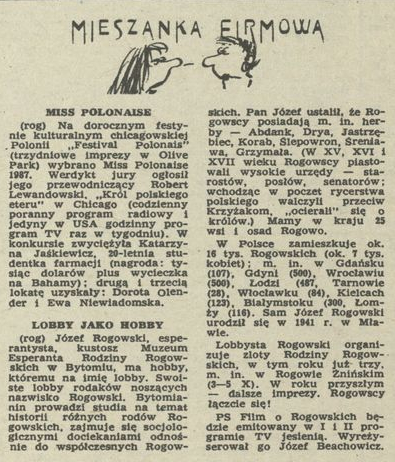 MIESZANKA FIRMOWA
MISS POLONAISE
(rog) Na dorocznym festy-
nie kulturalnym chicagowskiej
Polonii „Festival Polonais"
(trzydniowe imprezy w Olive
Park) wybrano Miss Polonaise
1987. Werdykt jury ogłosił
jego przewodniczący Robert
Lewandowski, „Król polskiego
eteru" w Chicago (codzienny
poranny program radiowy i
jedyny w USA godzinny pro-
gram TV raz w tygodniu). W
konkursie zwyciężyła Katarzy-
na Jaśkiewicz, 20-letnia stu-
dentka farmacji (nagroda: ty-
siąc dolarów plus wycieczka
na Bahamy); drugą i trzecią
lokatę uzyskały: Dorota Olen-
der i Ewa Niewiadomska.
LOBBY JAKO HOBBY
(rog) Józef Rogowski, espe-
rantysta, kustosz Muzeum
Esperanta Rodziny Rogow-
skich w Bytomiu, ma hobby,
któremu na imię lobby. Swoi-
ste lobby rodaków noszących
nazwisko Rogowski. Bytomia-
nin prowadzi studia na temat
historii różnych rodów Ro-
gowskich, zajmuje się socjolo-
gicznymi dociekaniami odnoś-
nie do współczesnych Rogow-
skich. Pan Józef ustalił, że Ro-
gowscy posiadają m. in. her-
by — Abdank, Drya, Jastrzę-
biec, Korab, Slepowron, Srenia-
wa, Grzymała. (W XV, XVI i
XVII wieku Rogowscy piasto-
wali wysokie urzędy — sta-
rostów, posłów, senatorów;
wchodząc w poczet rycerstwa
polskiego walczyli przeciw
Krzyżakom, „ocierali" się o
królów.) Mamy w kraju 25
wsi i osad Rogowo.
W Polsce zamieszkuje ok.
16 tys. Rogowskich (ok. 7 tys.
kobiet); m. in. w Gdańsku
(107), Gdyni (500), Wrocławiu
(500), Łodzi (487, Tarnowie
(28), Włocławku (84), Kielcach
(123), Białymstoku (300), Łom-
ży (116). Sam Józef Rogowski
urodził się w 1941 r. w Mła-
wie.
Lobbysta Rogowski organi-
zuje zloty Rodziny Rogow-
skich, w tym roku już trzy,
m. in. w Rogowie Żnińskim
(3—5 X). W roku przyszłym
— dalsze imprezy. Rogowscy
łączcie się!
PS Film o Rogowskich bę-
dzie emitowany w I i II pro-
gramie TV jesienią. Wyreży-
serował go Józef Beachowicz.